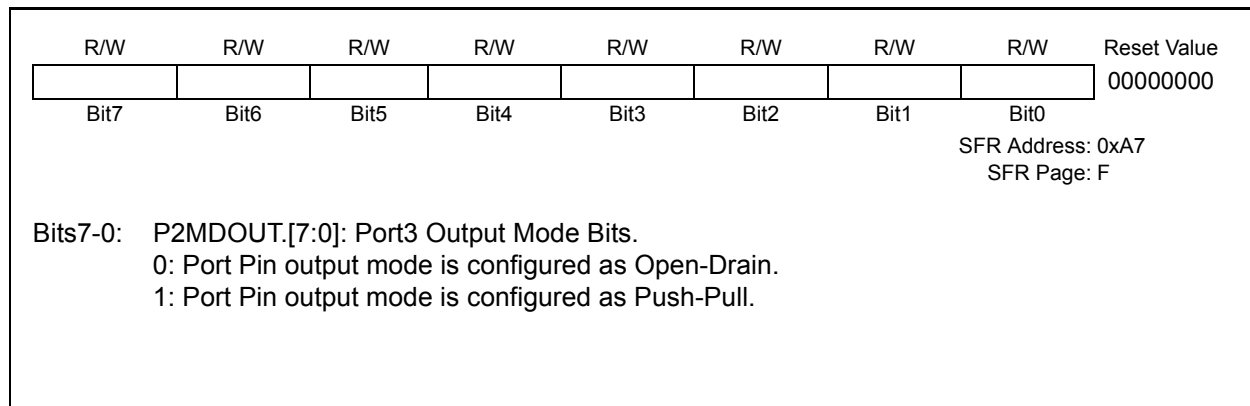 R/W R/W R/W R/W R/W R/W R/W R/W Reset Value
00000000
Bit7 Bit6 Bit5 Bit4 Bit3 Bit2 Bit1 Bit0
SFR Address: 0xA7
SFR Page: F
Bits7-0: P2MDOUT.[7:0]: Port3 Output Mode Bits.
0: Port Pin output mode is configured as Open-Drain.
1: Port Pin output mode is configured as Push-Pull.